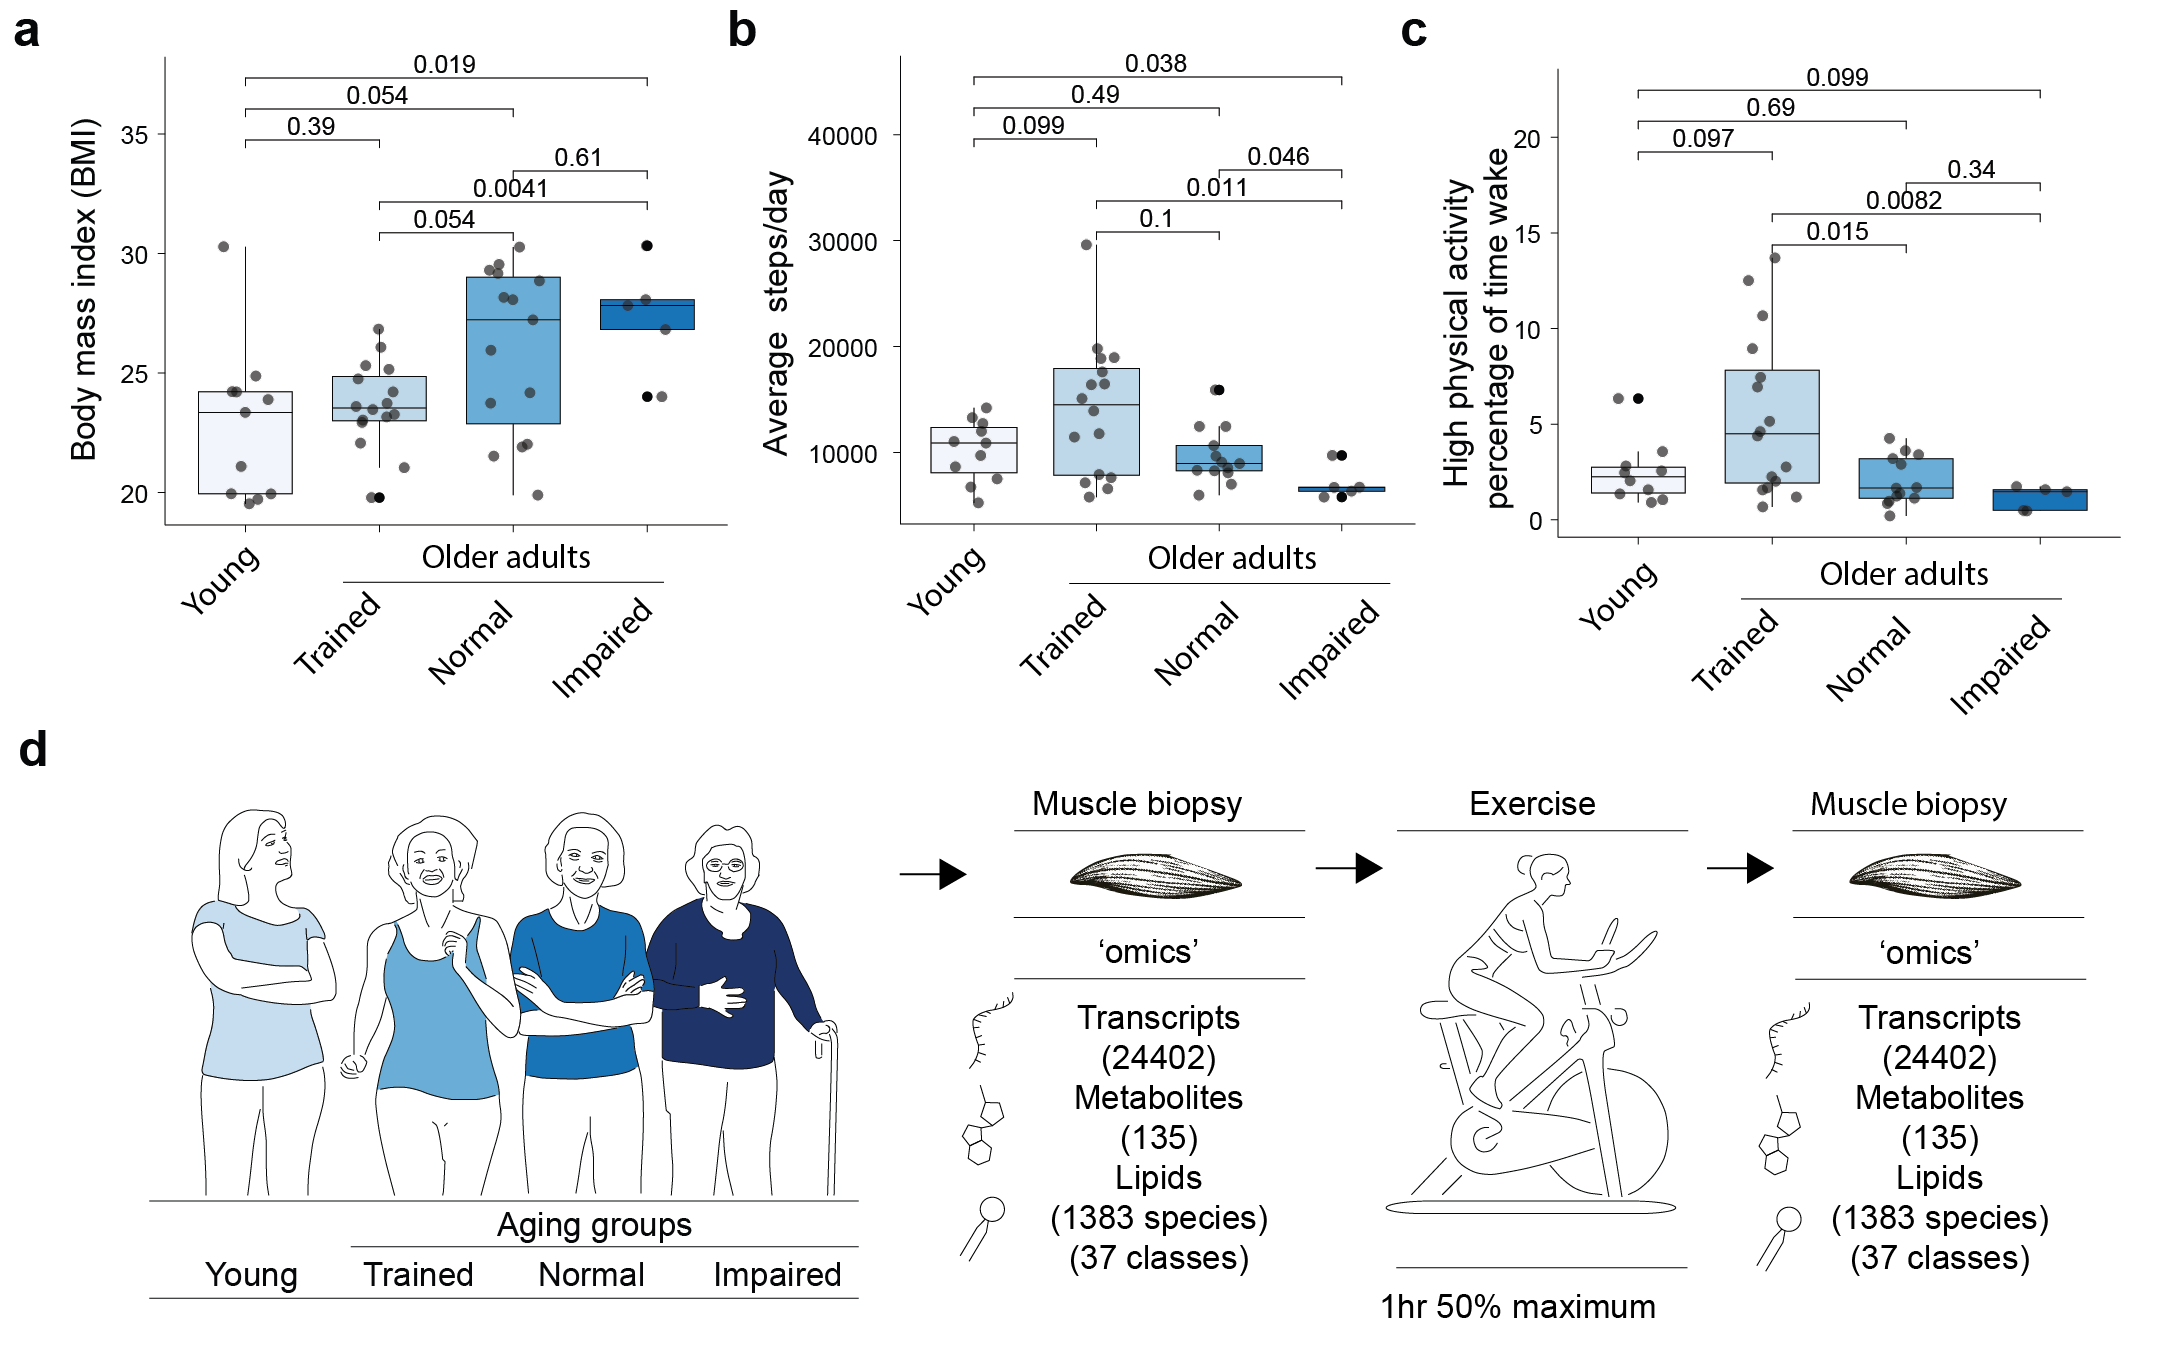 a
0.019
0.054
0.39
0.61
0.0041
0.054
Body mass index (BMI)
35
30
25
20
Young
Older adults
Trained
Normal
Impaired
b
0.038
0.49
0.099
0.046
0.011
0.1
Average steps/day
40000
30000
20000
10000
Young
Older adults
Trained
Normal
Impaired
c
0.099
0.69
0.097
0.34
0.0082
0.015
High physical activity
percentage of time wake
20
15
10
5
0
Young
Older adults
Trained
Normal
Impaired
d
Aging groups
Young
Trained
Normal
Impaired
Muscle biopsy
‘omics’
Transcripts
(24402)
Metabolites
(135)
Lipids
(1383 species)
(37 classes)
Exercise
1hr 50% maximum
Muscle biopsy
‘omics’
Transcripts
(24402)
Metabolites
(135)
Lipids
(1383 species)
(37 classes)